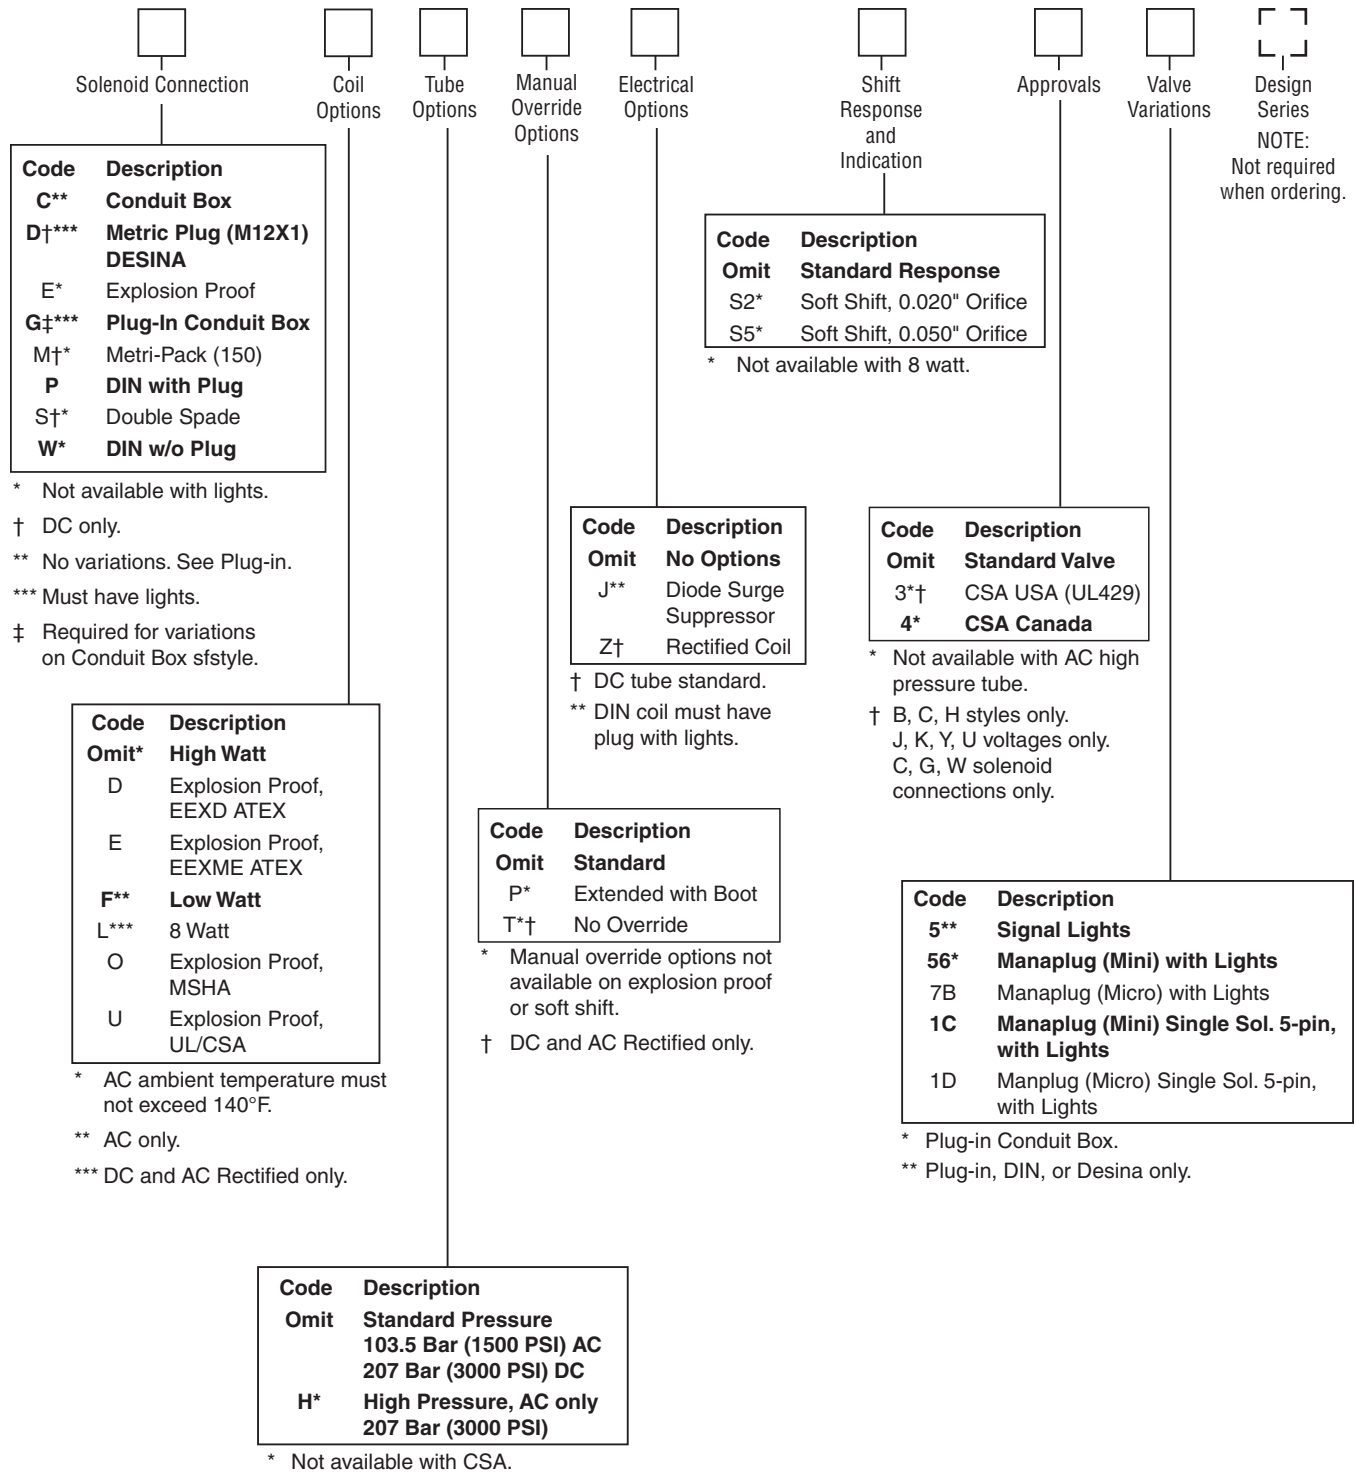 Solenoid Connection
Coil
Options
Tube
Options
Manual
Override
Options
Electrical
Options
Shift
Response
and
Indication
Approvals
Valve
Variations
Design
Series
NOTE:
Not required
when ordering.
Code Description
C** Conduit Box
D†*** Metric Plug (M12X1)
DESINA
E* Explosion Proof
G‡*** Plug-In Conduit Box
M†* Metri-Pack (150)
P DIN with Plug
S†* Double Spade
W* DIN w/o Plug
* Not available with lights.
† DC only.
** No variations. See Plug-in.
*** Must have lights.
‡ Required for variations
on Conduit Box sfstyle.
Code Description
Omit Standard Response
S2* Soft Shift, 0.020" Orifice
S5* Soft Shift, 0.050" Orifice
* Not available with 8 watt.
Code Description
Omit No Options
J** Diode Surge
Suppressor
Z† Rectified Coil
† DC tube standard.
** DIN coil must have
plug with lights.
Code Description
Omit Standard Valve
3*† CSA USA (UL429)
4* CSA Canada
* Not available with AC high
pressure tube.
† B, C, H styles only.
J, K, Y, U voltages only.
C, G, W solenoid
connections only.
Code Description
Omit* High Watt
D Explosion Proof,
EEXD ATEX
E Explosion Proof,
EEXME ATEX
F** Low Watt
L*** 8 Watt
O Explosion Proof,
MSHA
U Explosion Proof,
UL/CSA
* AC ambient temperature must
not exceed 140°F.
** AC only.
*** DC and AC Rectified only.
Code Description
Omit Standard
P* Extended with Boot
T*† No Override
* Manual override options not
available on explosion proof
or soft shift.
† DC and AC Rectified only.
Code Description
5** Signal Lights
56* Manaplug (Mini) with Lights
7B Manaplug (Micro) with Lights
1C Manaplug (Mini) Single Sol. 5-pin,
with Lights
1D Manplug (Micro) Single Sol. 5-pin,
with Lights
* Plug-in Conduit Box.
** Plug-in, DIN, or Desina only.
Code Description
Omit Standard Pressure
103.5 Bar (1500 PSI) AC
207 Bar (3000 PSI) DC
H* High Pressure, AC only
207 Bar (3000 PSI)
* Not available with CSA.